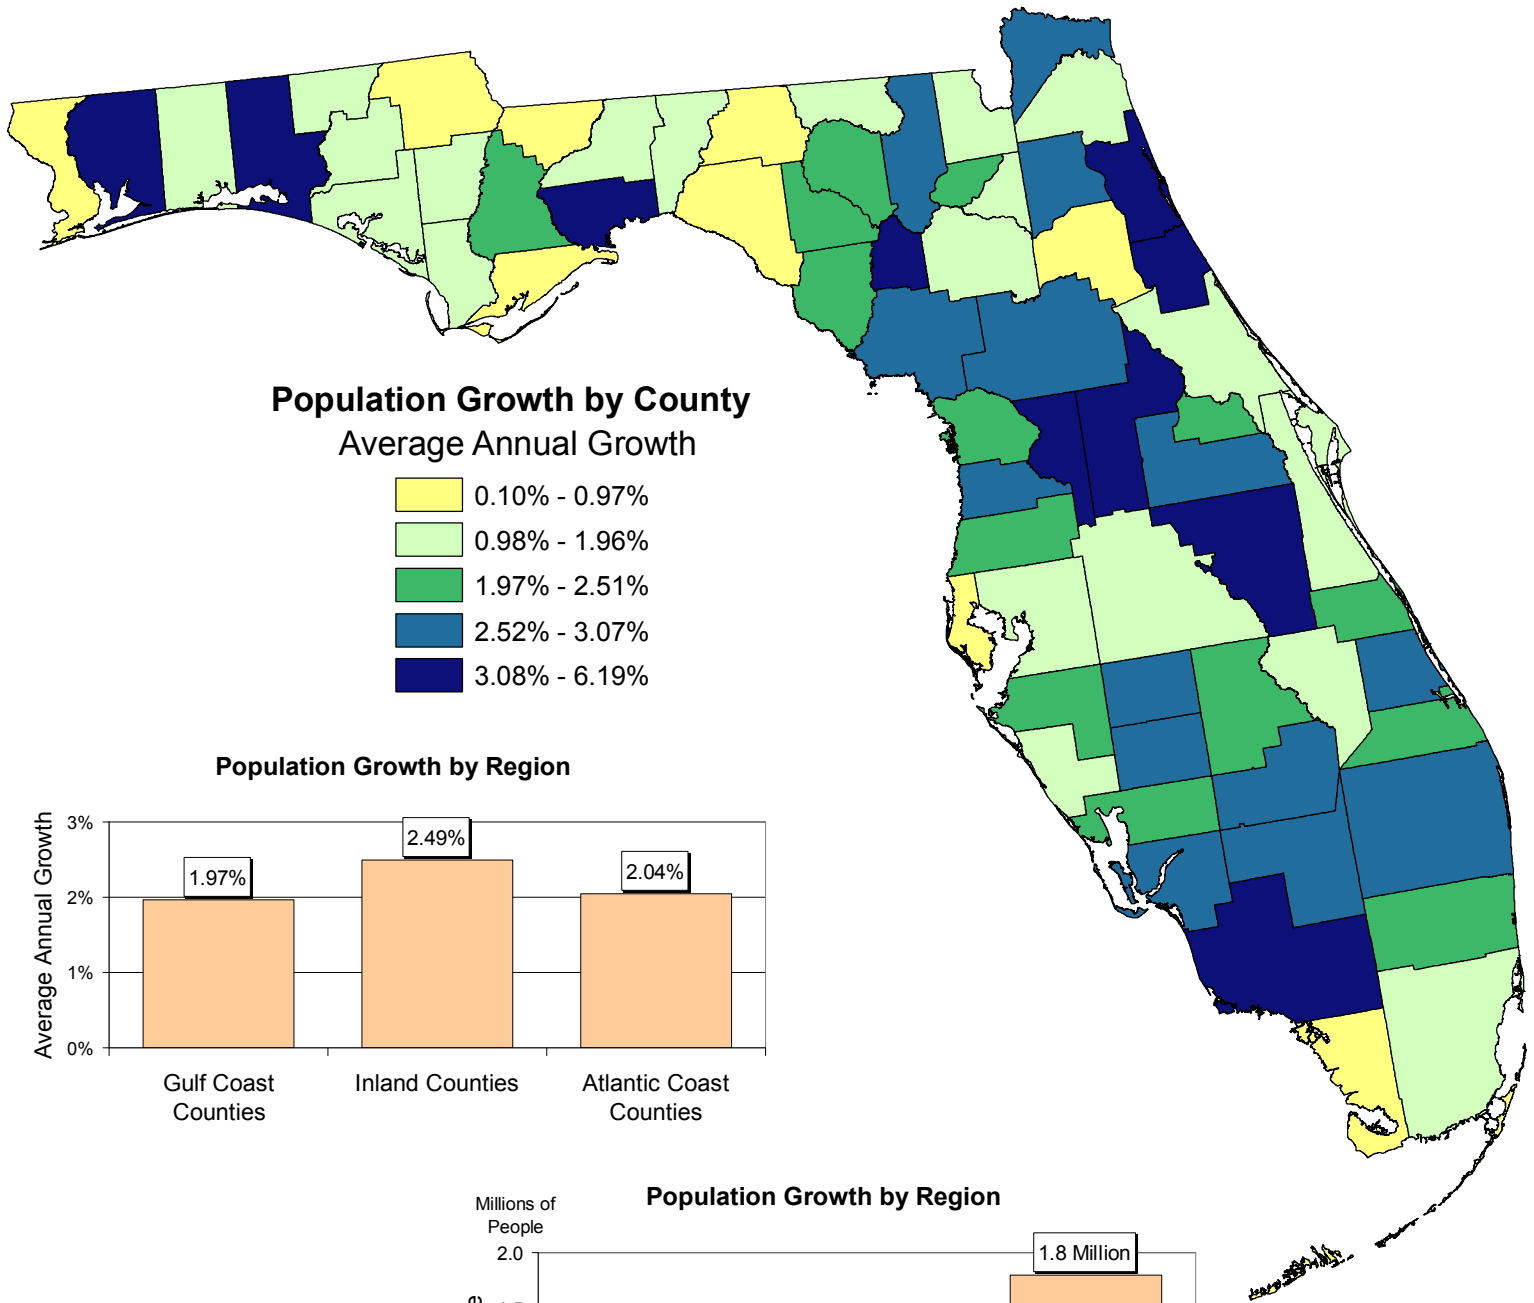 Population Growth by County
Average Annual Growth
0.10% - 0.97%
0.98% - 1.96%
1.97% - 2.51%
2.52% - 3.07%
3.08% - 6.19%
Population Growth by Region
Average Annual Growth
3%
2%
1%
0%
1.97%
2.49%
2.04%
Gulf Coast
Counties
Inland Counties
Atlantic Coast
Counties
Population Growth by Region
Millions of
People
2.0
1.8 Million